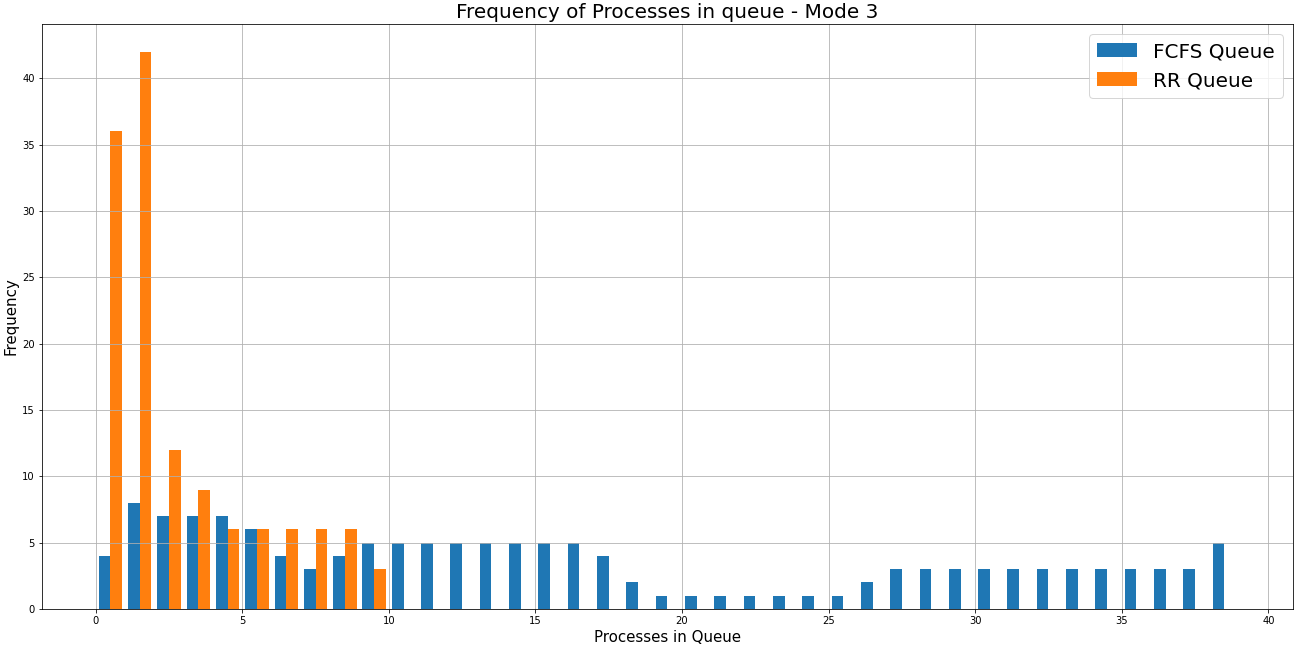 Frequency of Processes in queue - Mode 3
FCFS Queue
RR Queue
Frequency
40
35
30
25
20
15
10
5
0
0 5 10 15 20 25 30 35 40
Processes in Queue